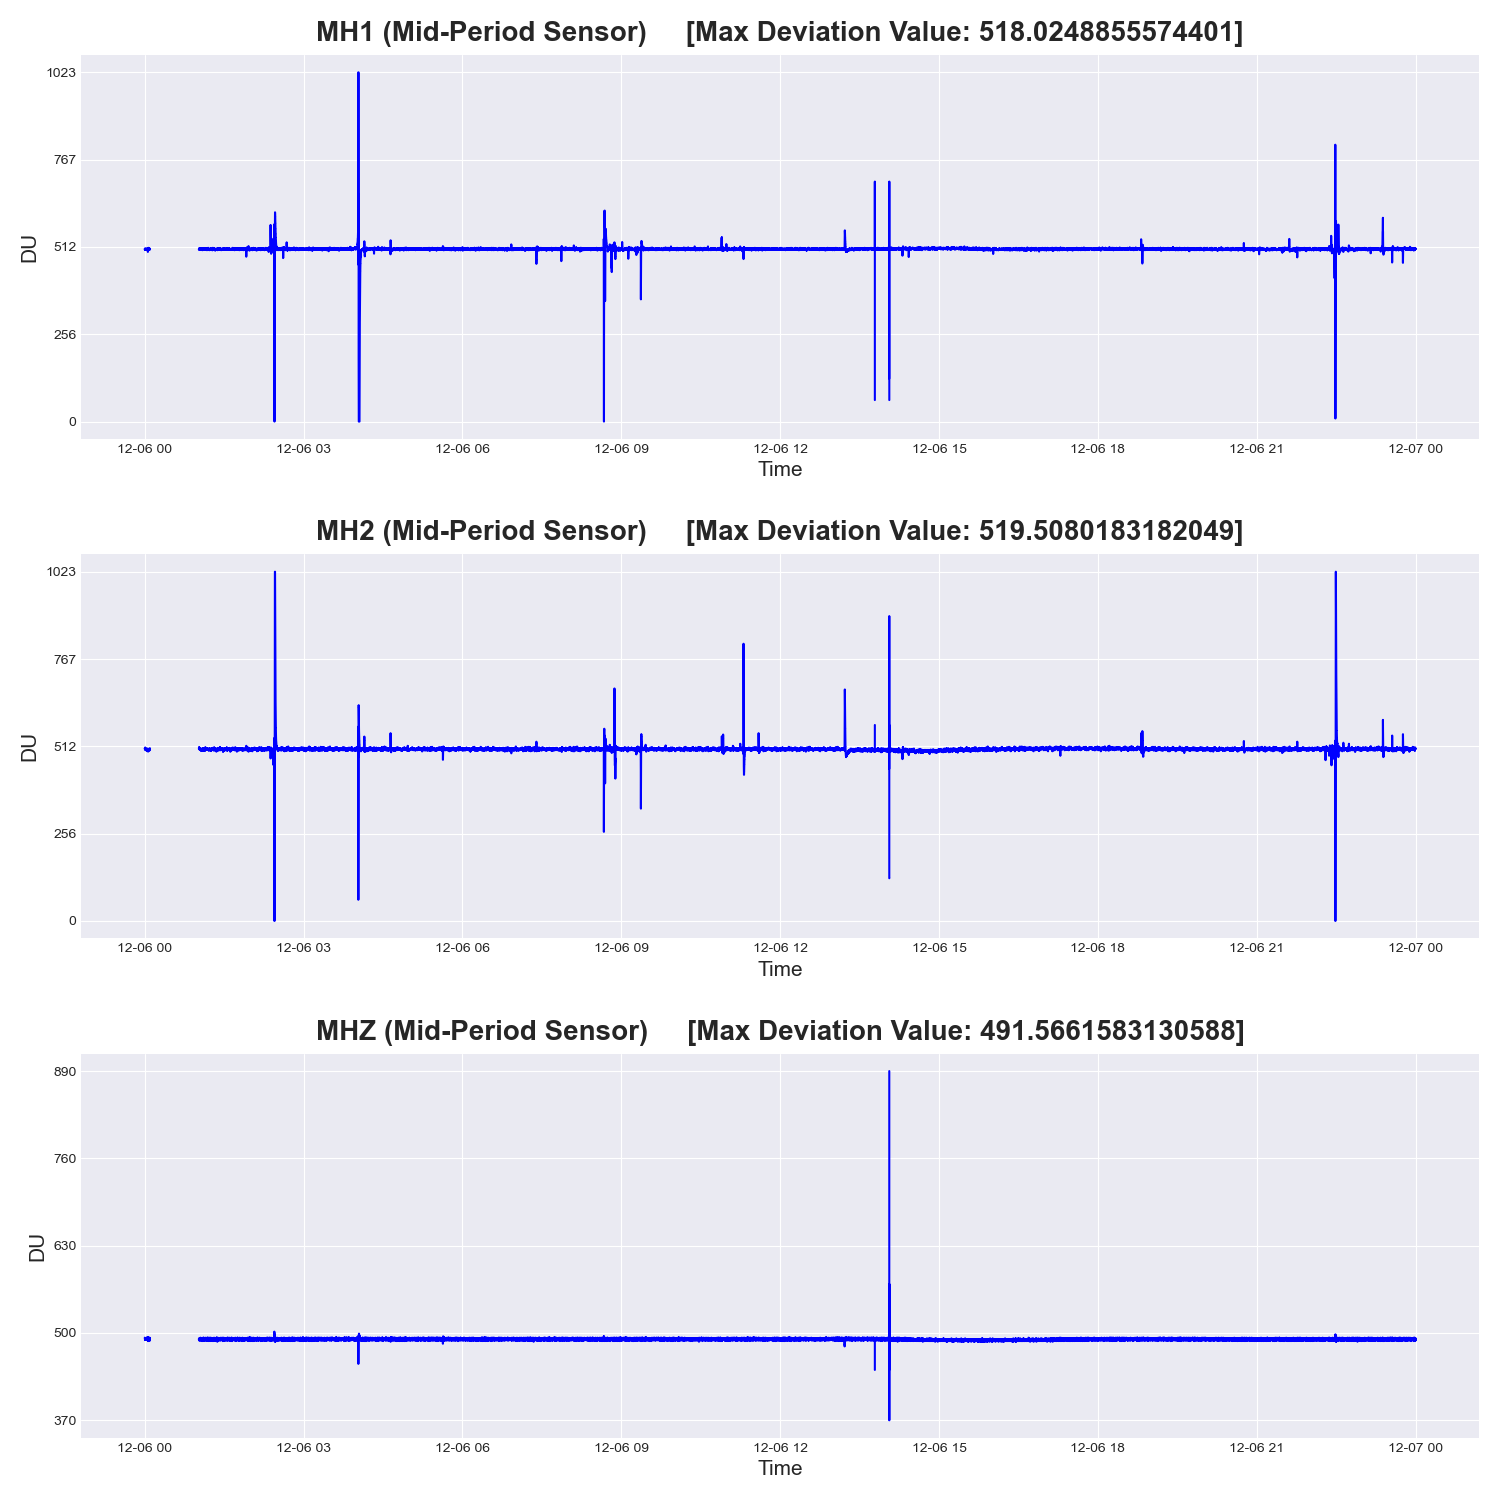 MH1 (Mid-Period Sensor)     [Max Deviation Value: 518.0248855574401]
1023
767
512
256
0
DU
12-06 00 12-06 03 12-06 06 12-06 09 12-06 12 12-06 15 12-06 18 12-06 21 12-07 00
Time
MH2 (Mid-Period Sensor)     [Max Deviation Value: 519.5080183182049]
1023
767
512
256
0
DU
12-06 00 12-06 03 12-06 06 12-06 09 12-06 12 12-06 15 12-06 18 12-06 21 12-07 00
Time
MHZ (Mid-Period Sensor)     [Max Deviation Value: 491.5661583130588]
890
760
630
500
370
DU
12-06 00 12-06 03 12-06 06 12-06 09 12-06 12 12-06 15 12-06 18 12-06 21 12-07 00
Time